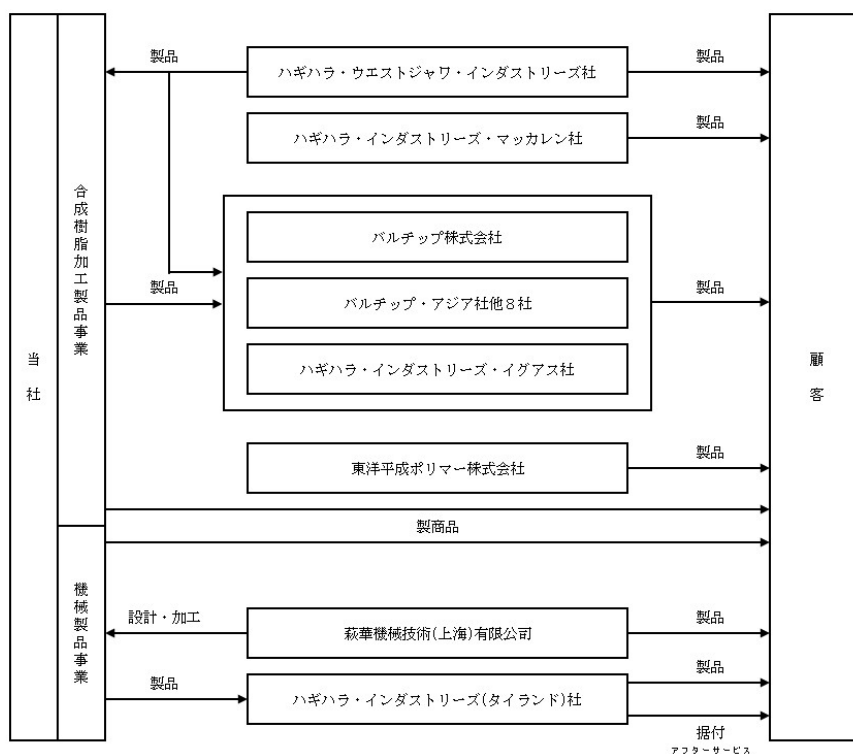 当社
合成樹脂加工製品事業
機械製品事業
顧客
製品
ハギハラ・ウエストジャワ・インダストリーズ社
製品
ハギハラ・インダストリーズ・マッカレン社
製品
バルチップ株式会社
製品
バルチップ・アジア社他8社
製品
ハギハラ・インダストリーズ・イグアス社
東洋平成ポリマー株式会社
製品
製商品
設計・加工
萩華機械技術(上海)有限公司
製品
製品
ハギハラ・インダストリーズ(タイランド)社
製品
据付
アフターサービス